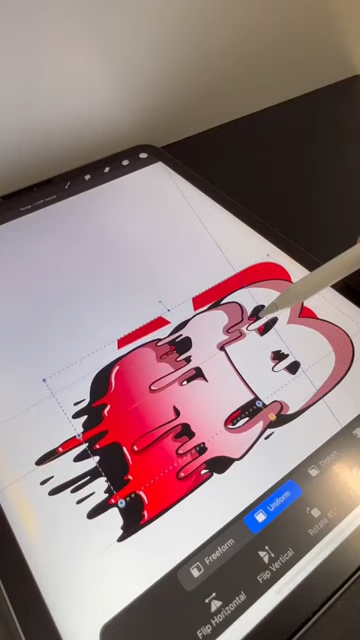 Freeform
Uniform
Distort
Flip Horizontal
Flip Vertical
Rotate 45°